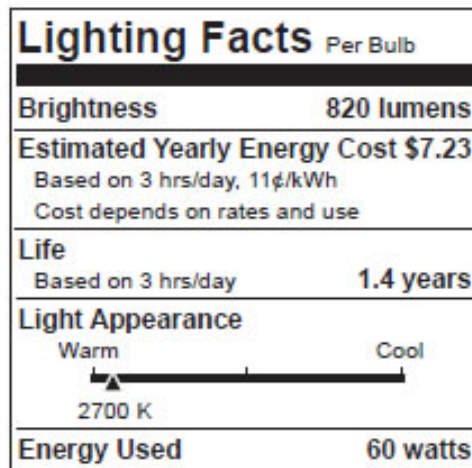 Lighting Facts Per Bulb
Brightness 820 lumens
Estimated Yearly Energy Cost $7.23
Based on 3 hrs/day, 11¢/kWh
Cost depends on rates and use
Life
Based on 3 hrs/day 1.4 years
Light Appearance
Warm Cool
2700 K
Energy Used 60 watts